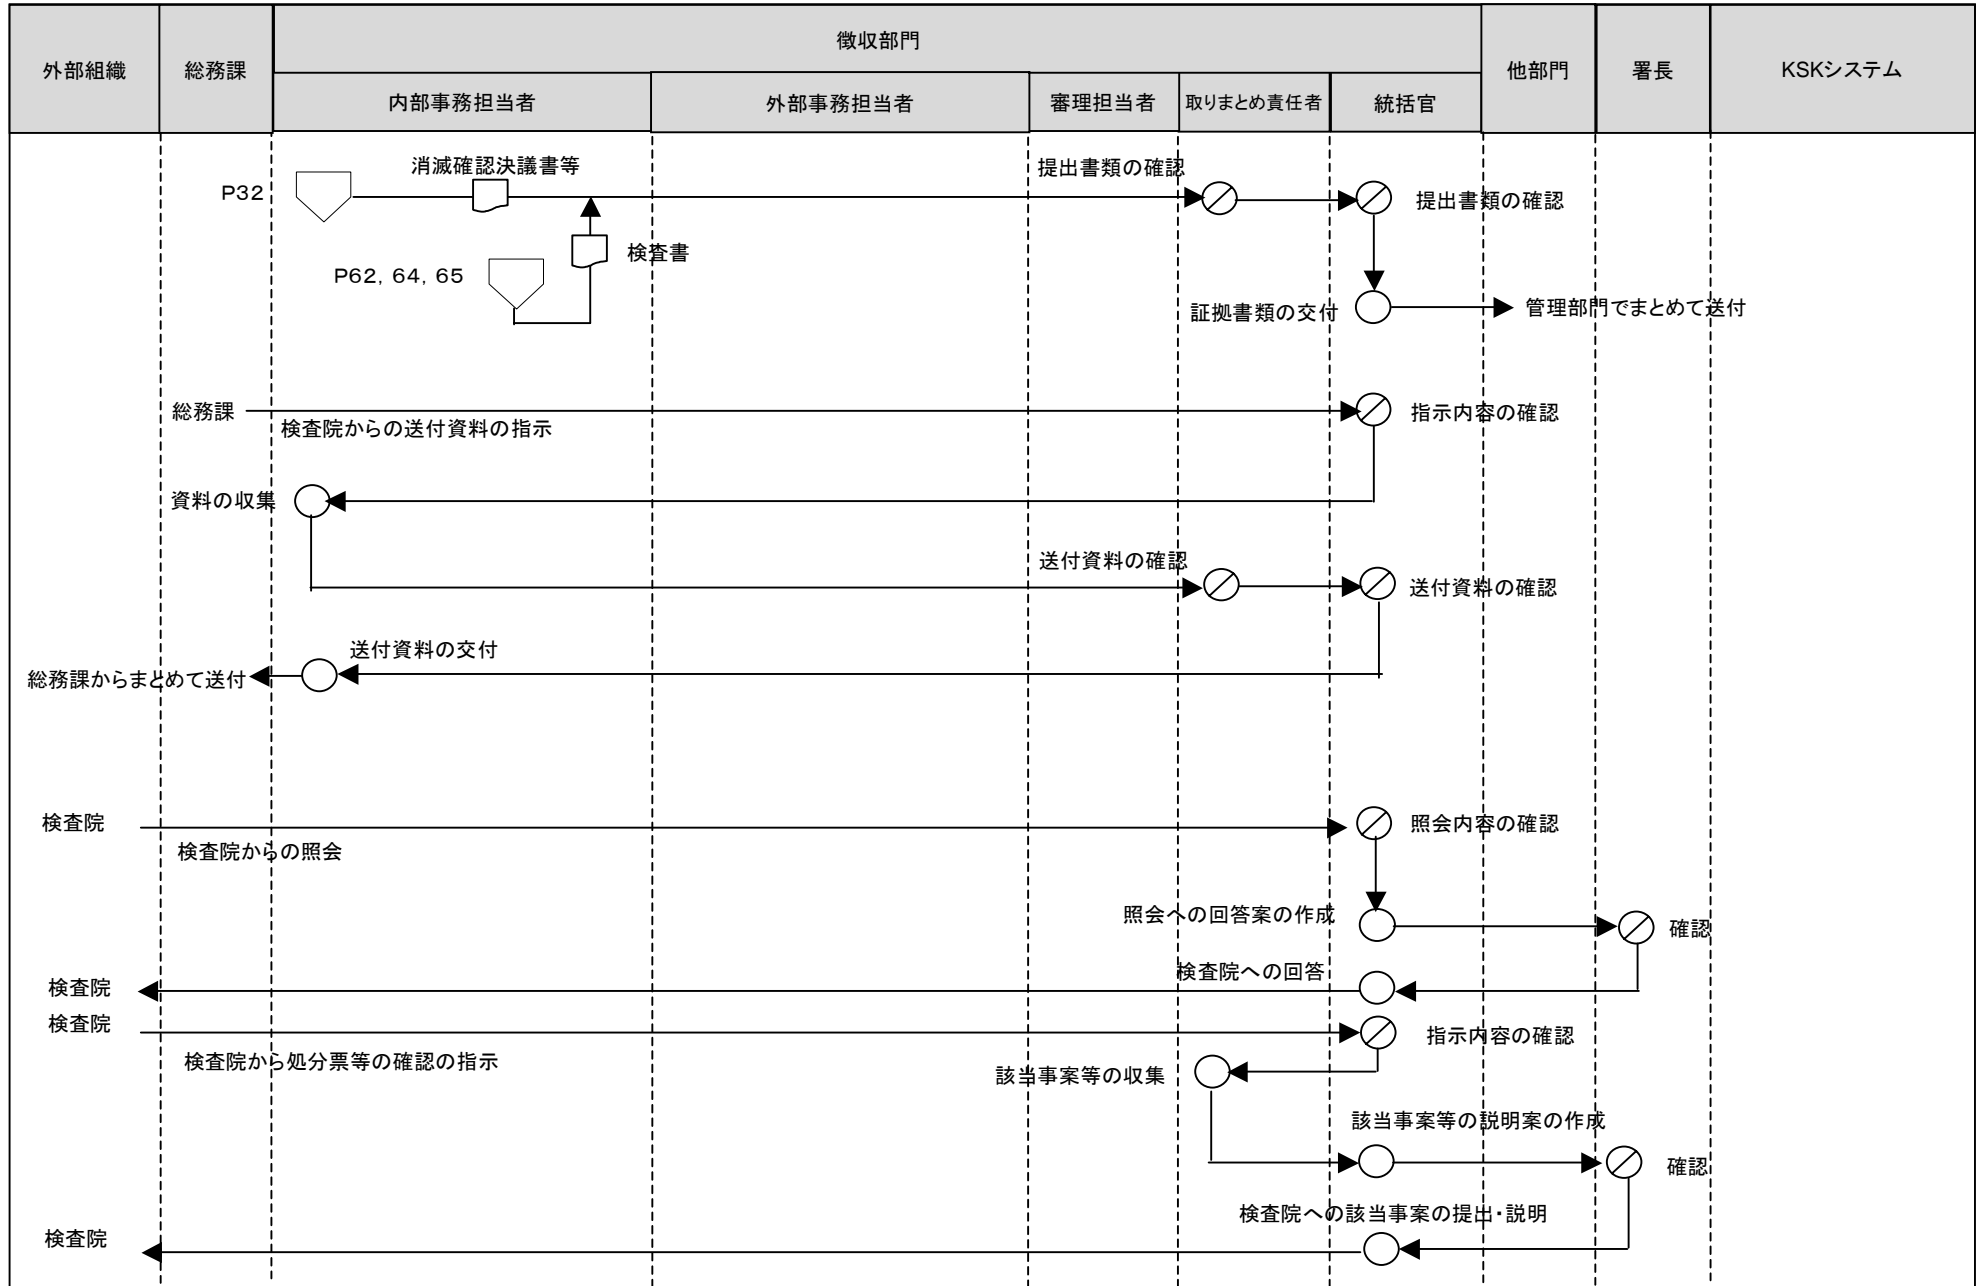 外部組織
総務課
徴収部門
他部門
署長
KSKシステム
内部事務担当者
外部事務担当者
審理担当者
取りまとめ責任者
統括官
消滅確認決議書等
提出書類の確認
P32
提出書類の確認
検査書
P62, 64, 65
証拠書類の交付
管理部門でまとめて送付
総務課
検査院からの送付資料の指示
指示内容の確認
資料の収集
送付資料の確認
送付資料の確認
送付資料の交付
総務課からまとめて送付
検査院
検査院からの照会
照会内容の確認
照会への回答案の作成
確認
検査院への回答
検査院
検査院
検査院から処分票等の確認の指示
指示内容の確認
該当事案等の収集
該当事案等の説明案の作成
確認
検査院への該当事案の提出・説明
検査院